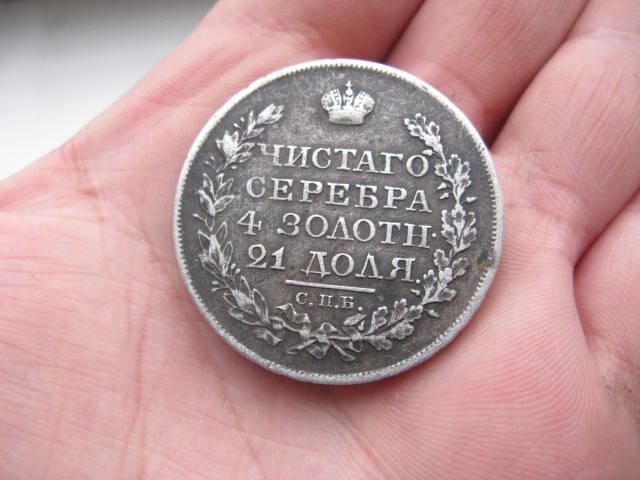 ЧИСТАГО
СЕРЕБРА
4 ЗОЛОТН.
21 ДОЛЯ.
С.П.Б.